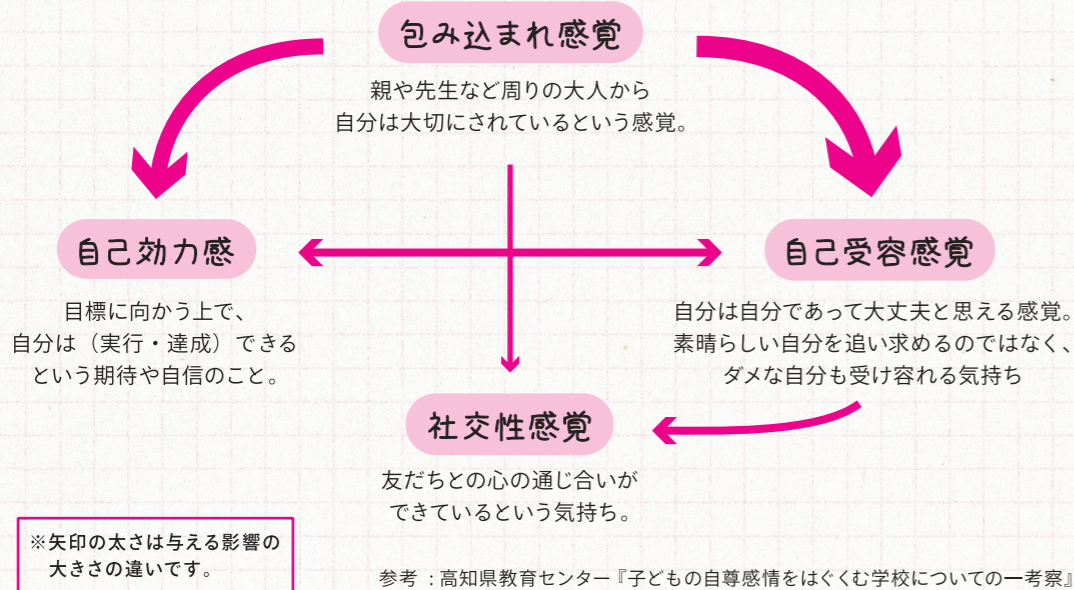 包み込まれ感覚
親や先生など周りの大人から
自分は大切にされているという感覚。
自己効力感
目標に向かう上で、
自分は（実行・達成）できる
という期待や自信のこと。
自己受容感覚
自分は自分であって大丈夫と思える感覚。
素晴らしい自分を追い求めるのではなく、
ダメな自分も受け容れる気持ち
社交性感覚
友だちとの心の通じ合いが
できているという気持ち。
※矢印の太さは与える影響の
大きさの違いです。
参考 ：高知県教育センター『子どもの自尊感情をはぐくむ学校についての一考察』